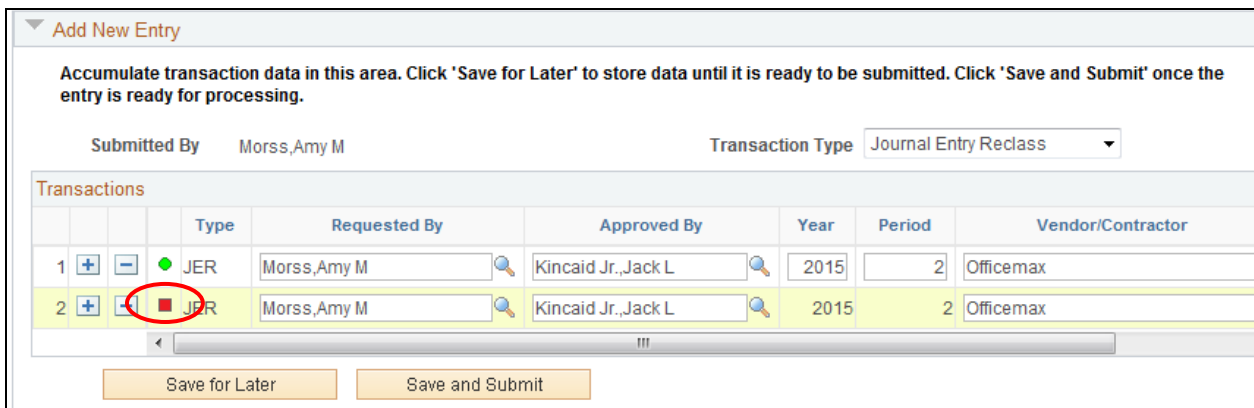 Add New Entry
Accumulate transaction data in this area. Click 'Save for Later' to store data until it is ready to be submitted. Click 'Save and Submit' once the
entry is ready for processing.
Submitted By Morss,Amy M Transaction Type Journal Entry Reclass
Transactions
Type Requested By Approved By Year Period Vendor/Contractor
1 JER Morss,Amy M Kincaid Jr.,Jack L 2015 2 Officemax
2 JER Morss,Amy M Kincaid Jr.,Jack L 2015 2 Officemax
Save for Later Save and Submit